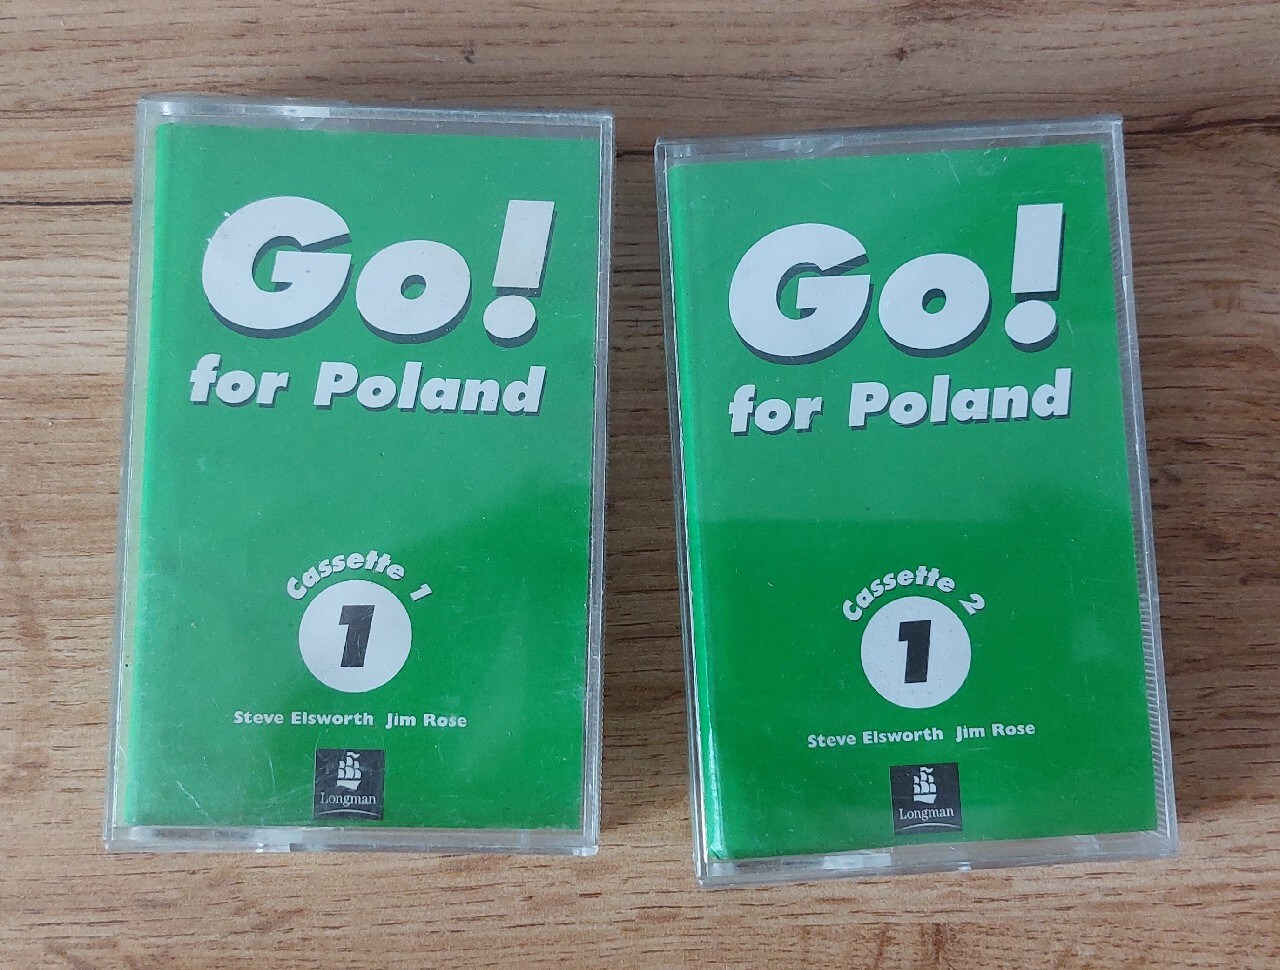 Go!
for Poland
Cassette 1
1
Steve Elsworth Jim Rose
Longman
Go!
for Poland
Cassette 2
1
Steve Elsworth Jim Rose
Longman